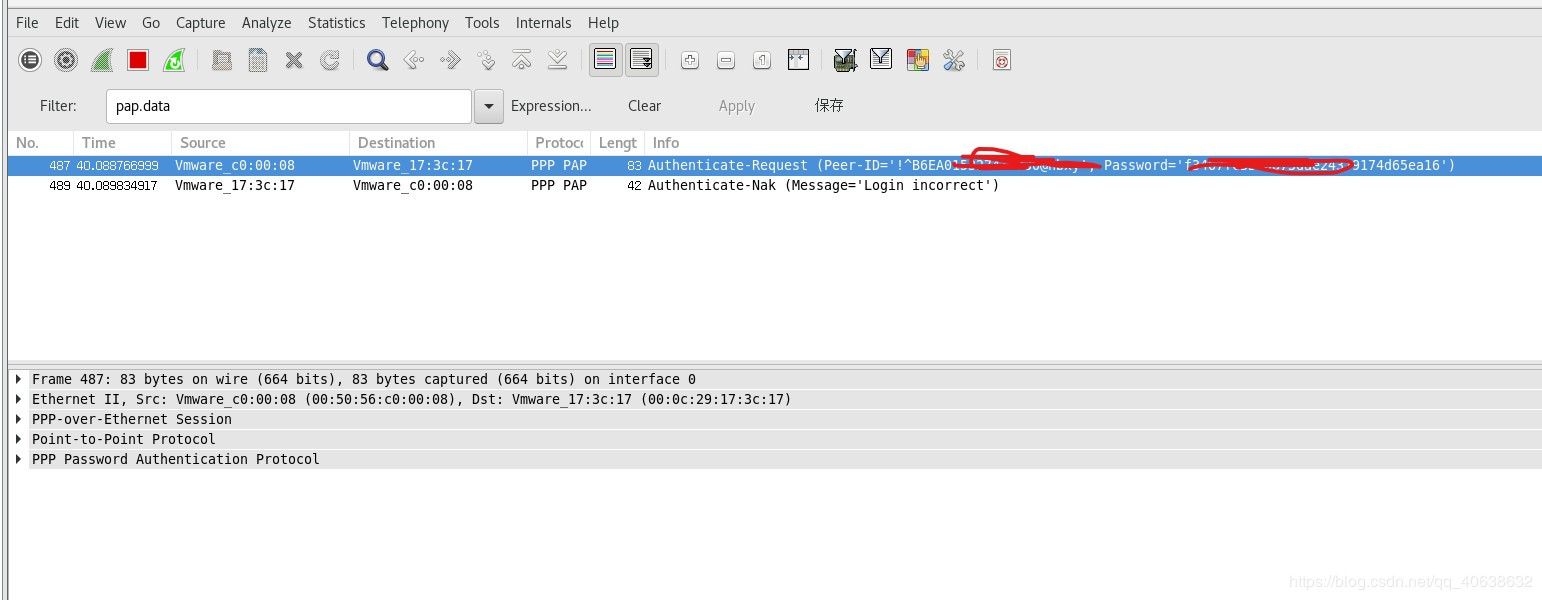 File Edit View Go Capture Analyze Statistics Telephony Tools Internals Help
Filter: pap.data Expression... Clear Apply 保存
No. Time Source Destination Protoc Lengt Info
487 40.088766999 Vmware_c0:00:08 Vmware_17:3c:17 PPP PAP 83 Authenticate-Request (Peer-ID='!^B6EA0 Password= 9174d65ea16')
489 40.089834917 Vmware_17:3c:17 Vmware_c0:00:08 PPP PAP 42 Authenticate-Nak (Message='Login incorrect')
Frame 487: 83 bytes on wire (664 bits), 83 bytes captured (664 bits) on interface 0
Ethernet II, Src: Vmware_c0:00:08 (00:50:56:c0:00:08), Dst: Vmware_17:3c:17 (00:0c:29:17:3c:17)
PPP-over-Ethernet Session
Point-to-Point Protocol
PPP Password Authentication Protocol
https://blog.csdn.net/qq_40638632